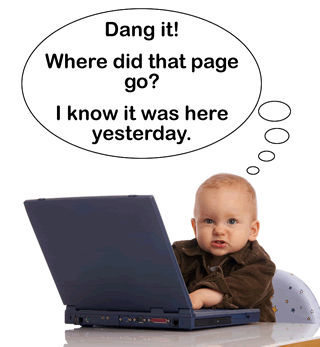 Dang it!
Where did that page
go?
I know it was here
yesterday.